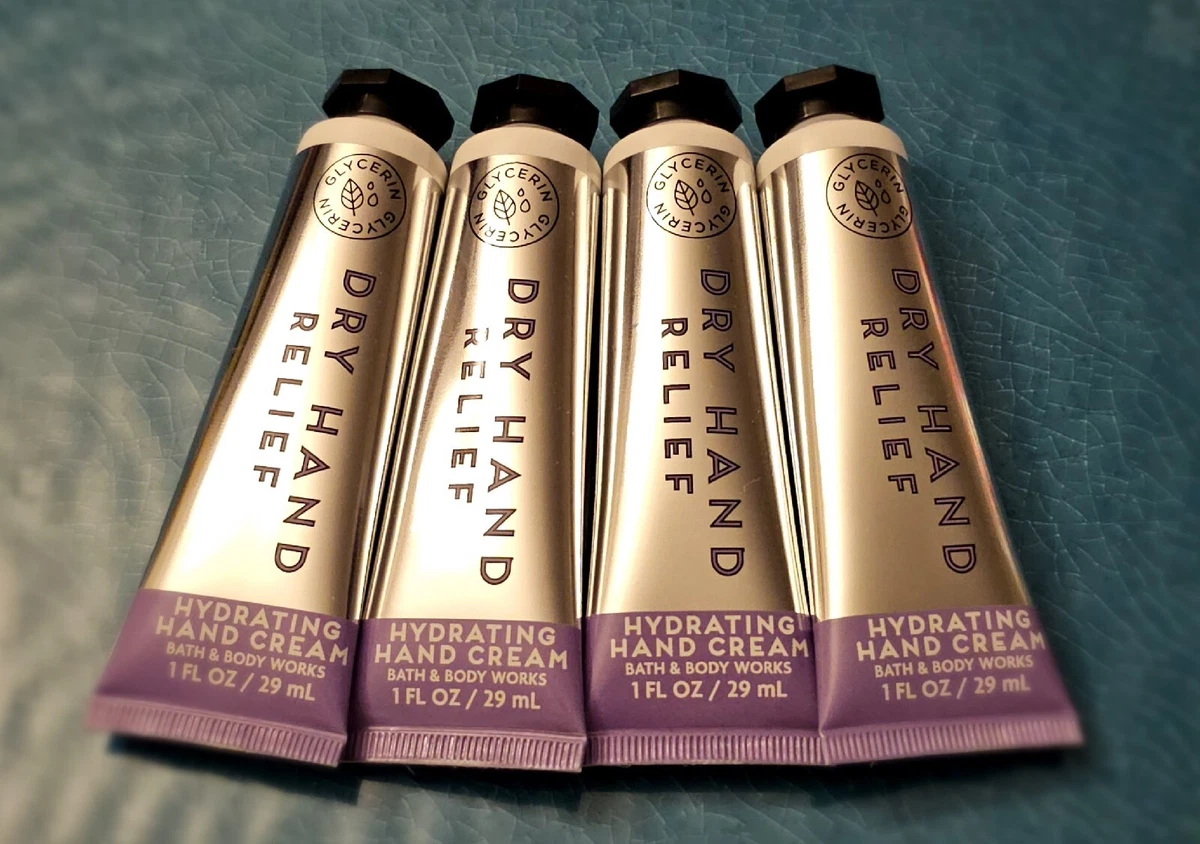 GLYCERIN GLYCERIN
DRY HAND
RELIEF
HYDRATING
HAND CREAM
BATH & BODY WORKS
1 FL OZ / 29 mL
GLYCERIN GLYCERIN
DRY HAND
RELIEF
HYDRATING
HAND CREAM
BATH & BODY WORKS
1 FL OZ / 29 mL
GLYCERIN GLYCERIN
DRY HAND
RELIEF
HYDRATING
HAND CREAM
BATH & BODY WORKS
1 FL OZ / 29 mL
GLYCERIN GLYCERIN
DRY HAND
RELIEF
HYDRATING
HAND CREAM
BATH & BODY WORKS
1 FL OZ / 29 mL